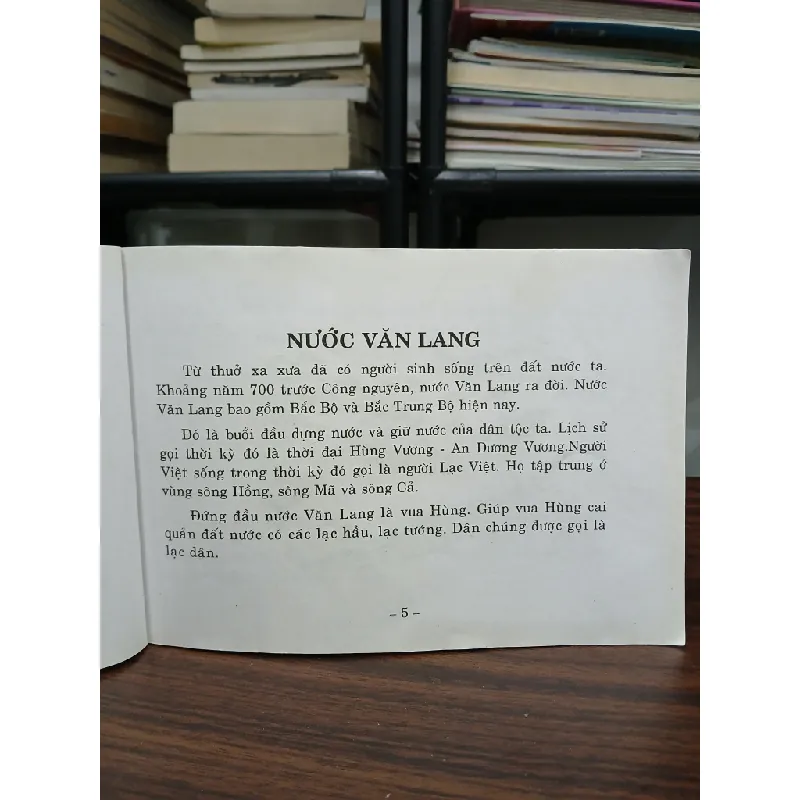 NƯỚC VĂN LANG
Từ thuở xa xưa đã có người sinh sống trên đất nước ta.
Khoảng năm 700 trước Công nguyên, nước Văn Lang ra đời. Nước
Văn Lang bao gồm Bắc Bộ và Bắc Trung Bộ hiện nay.
Đó là buổi đầu dựng nước và giữ nước của dân tộc ta. Lịch sử
gọi thời kỳ đó là thời đại Hùng Vương - An Dương Vương.Người
Việt sống trong thời kỳ đó gọi là người Lạc Việt. Họ tập trung ở
vùng sông Hồng, sông Mã và sông Cả.
Đứng đầu nước Văn Lang là vua Hùng. Giúp vua Hùng cai
quản đất nước có các lạc hầu, lạc tướng. Dân chúng được gọi là
lạc dân.
– 5 –